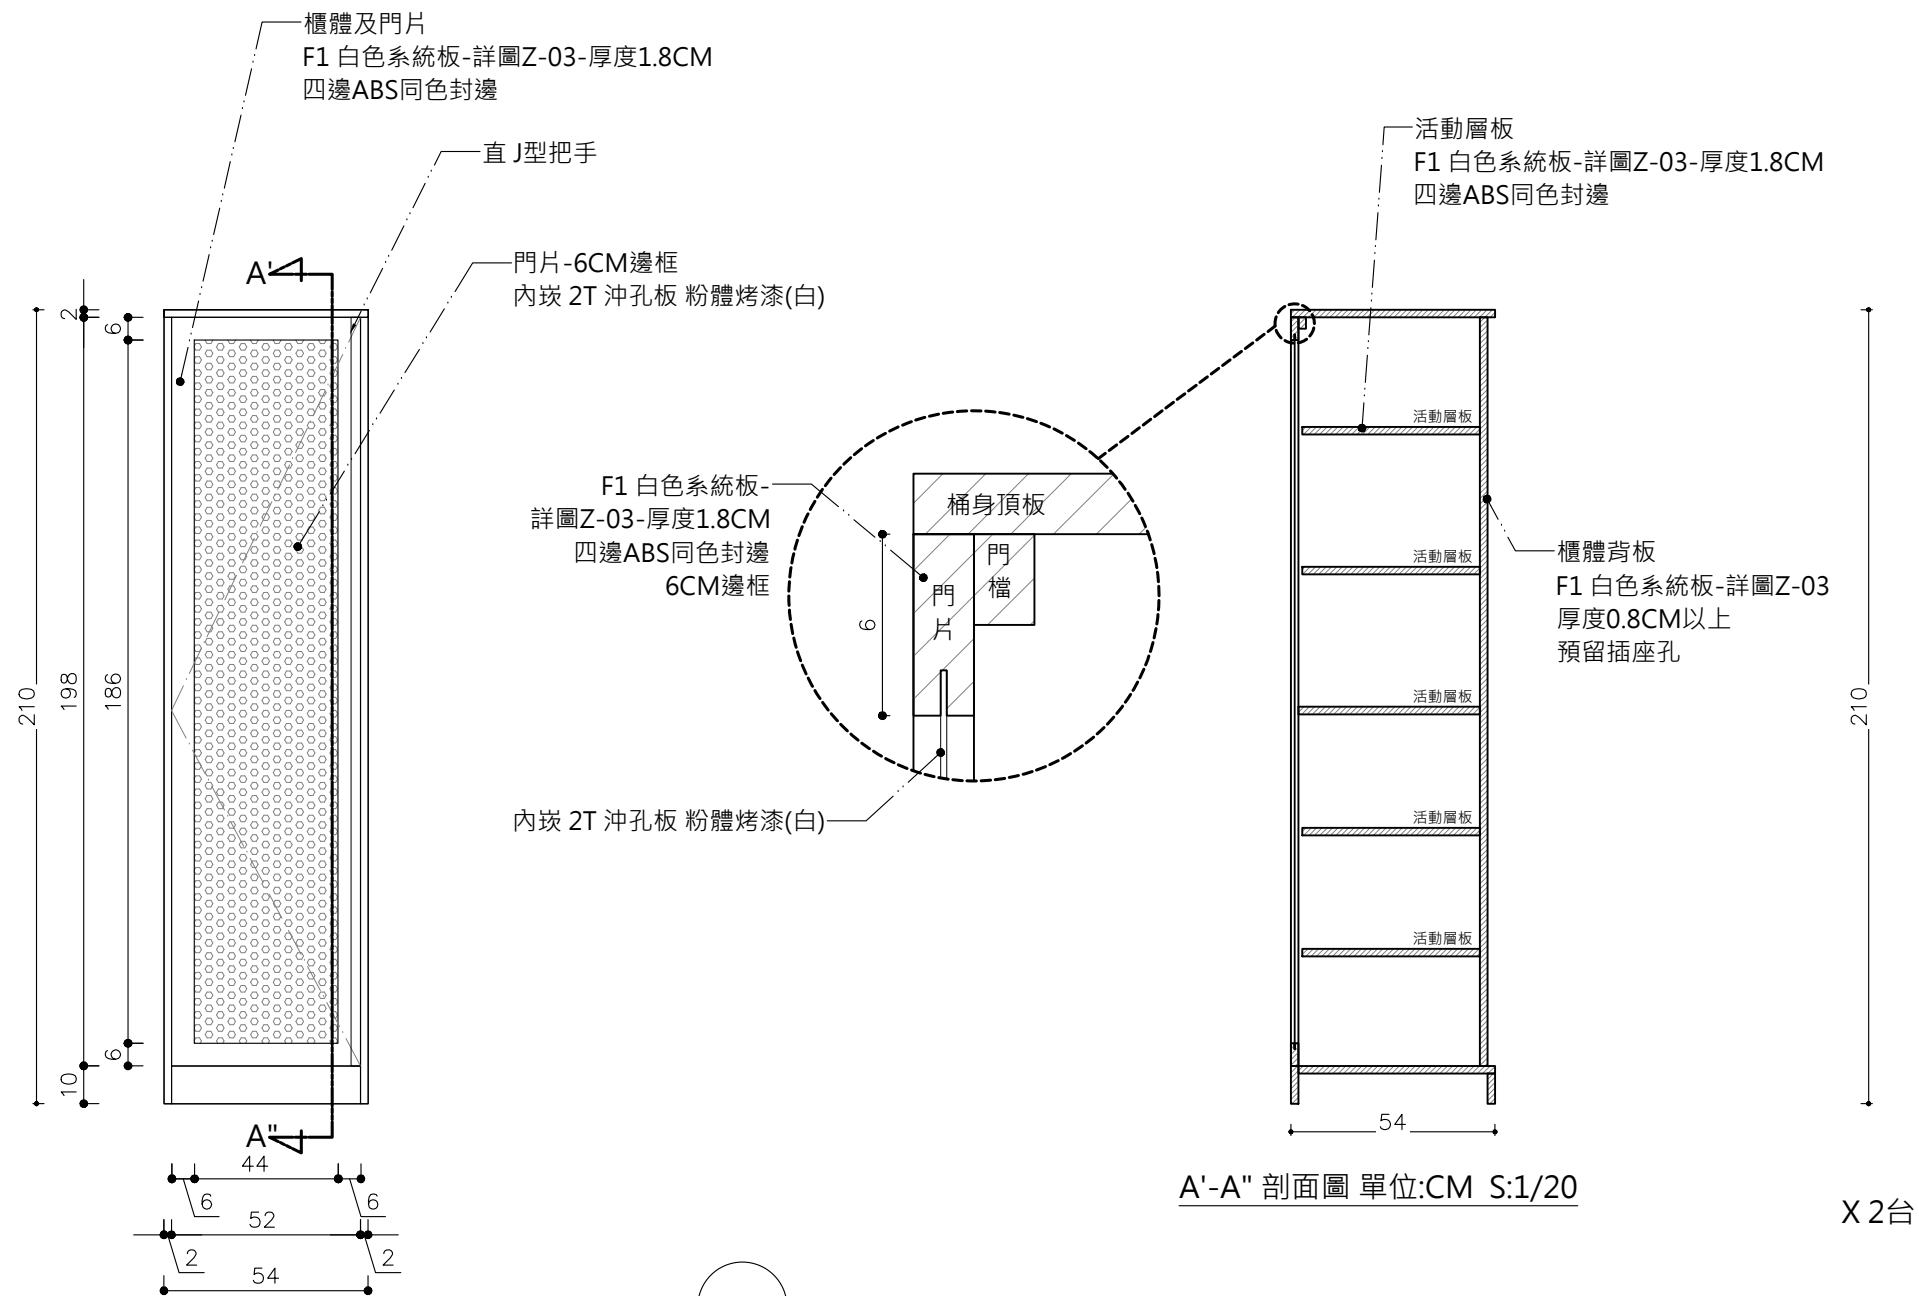 櫃體及門片
F1 白色系統板-詳圖Z-03-厚度1.8CM
四邊ABS同色封邊
直 J型把手
門片-6CM邊框
內崁 2T 沖孔板 粉體烤漆(白)
A'
A"
210
2
198
10
6
186
6
44
6
6
52
2
2
54
F1 白色系統板-
詳圖Z-03-厚度1.8CM
四邊ABS同色封邊
6CM邊框
桶身頂板
門
檔
門
片
6
內崁 2T 沖孔板 粉體烤漆(白)
活動層板
F1 白色系統板-詳圖Z-03-厚度1.8CM
四邊ABS同色封邊
活動層板
活動層板
活動層板
活動層板
活動層板
櫃體背板
F1 白色系統板-詳圖Z-03
厚度0.8CM以上
預留插座孔
210
54
A'-A" 剖面圖 單位:CM S:1/20
X 2台